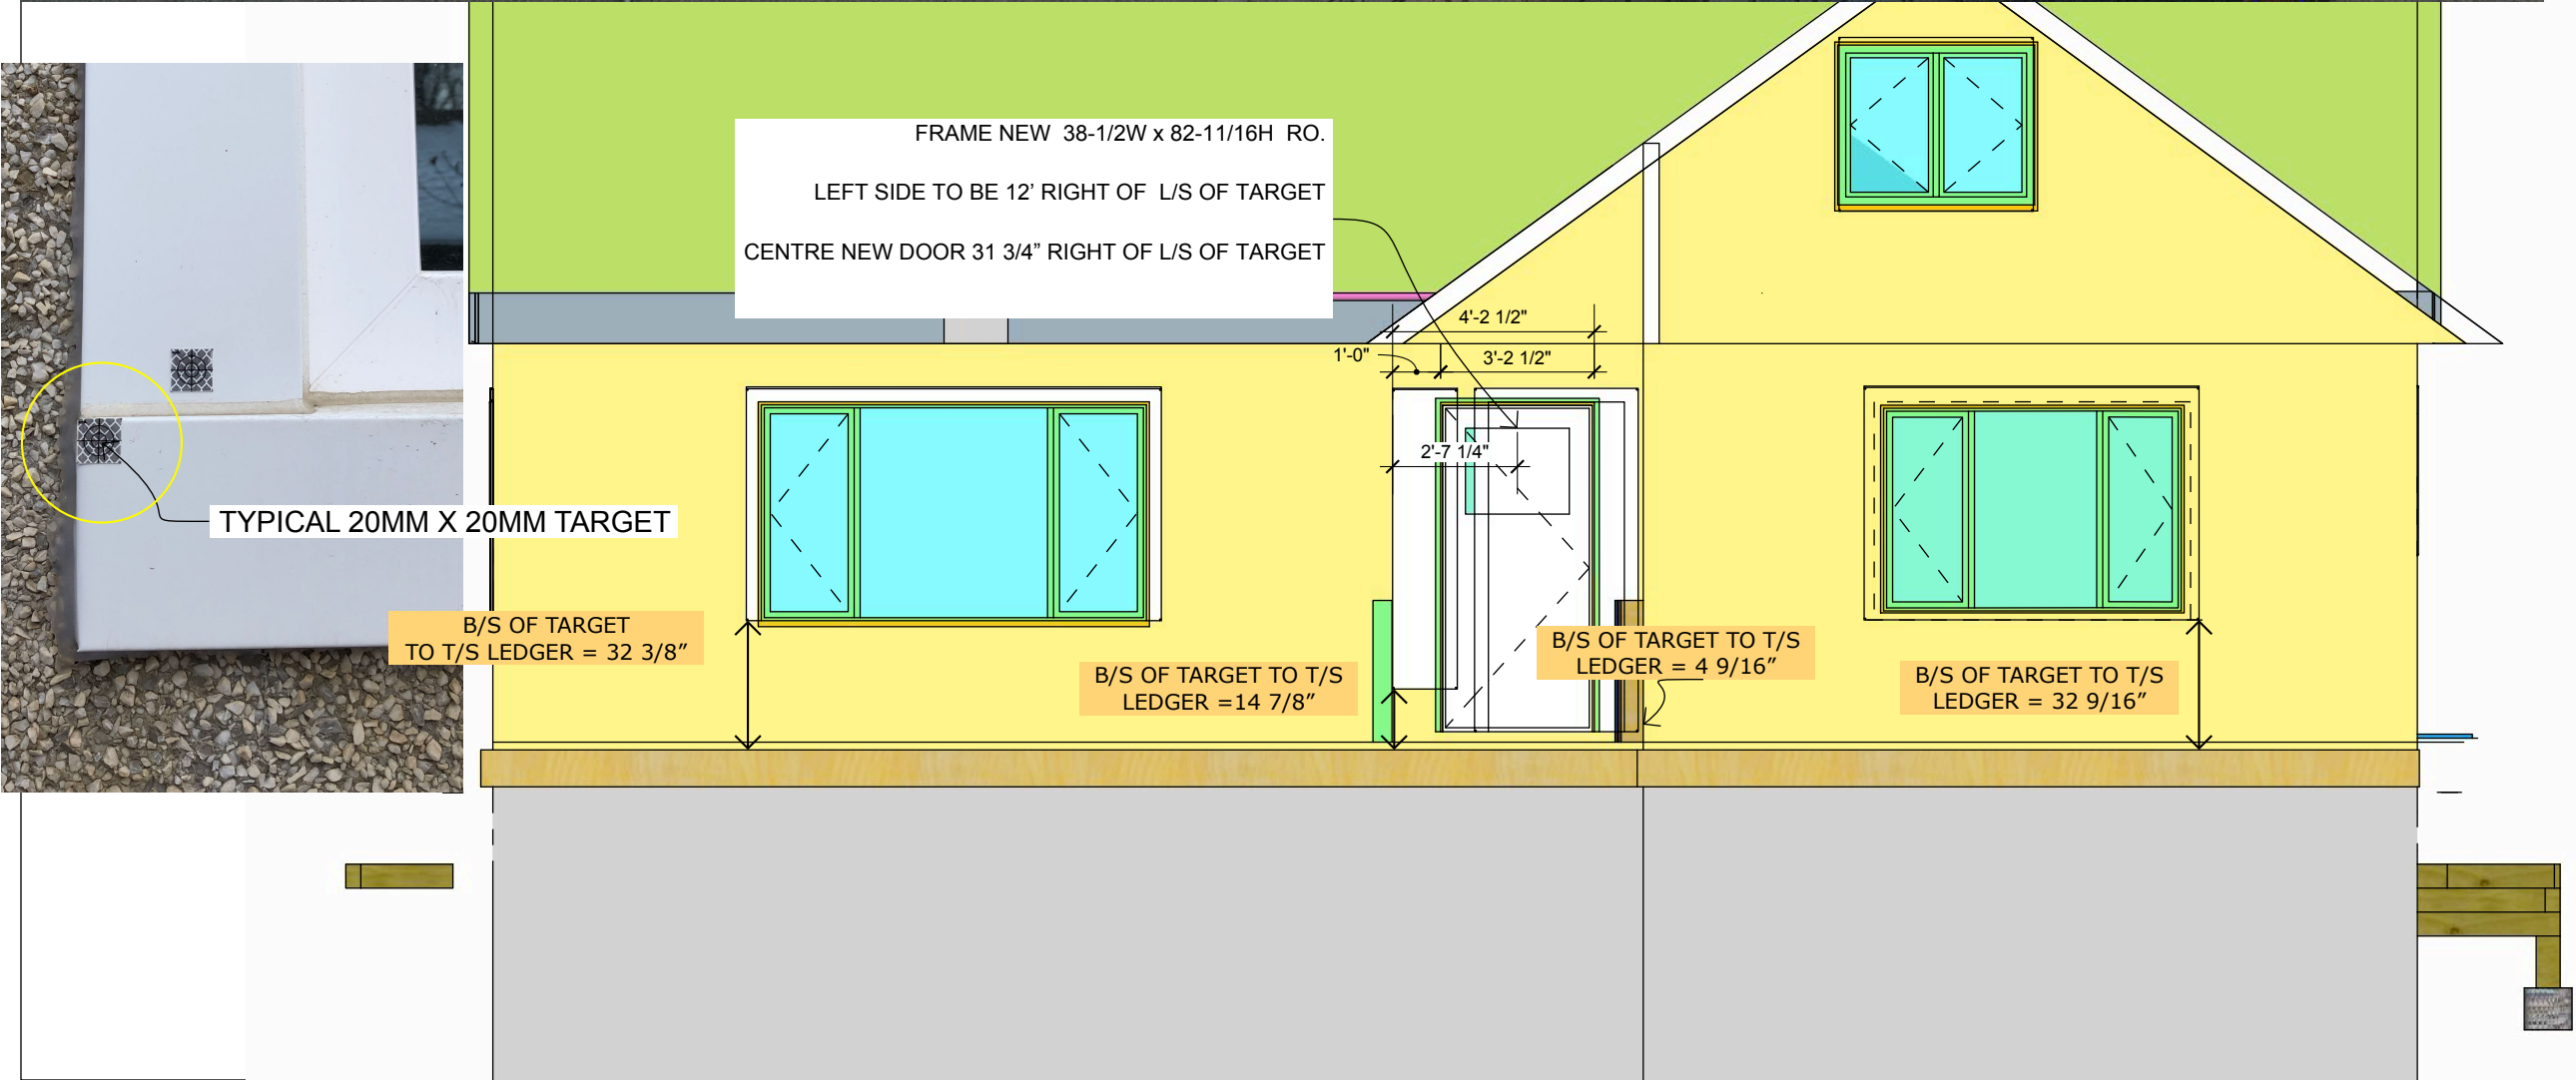 FRAME NEW  38-1/2W x 82-11/16H  RO.
LEFT SIDE TO BE 12’ RIGHT OF  L/S OF TARGET
CENTRE NEW DOOR 31 3/4” RIGHT OF L/S OF TARGET
4'-2 1/2"
1'-0"
3'-2 1/2"
2'-7 1/4"
TYPICAL 20MM X 20MM TARGET
B/S OF TARGET
TO T/S LEDGER = 32 3/8”
B/S OF TARGET TO T/S
LEDGER =14 7/8”
B/S OF TARGET TO T/S
LEDGER = 4 9/16”
B/S OF TARGET TO T/S
LEDGER = 32 9/16”